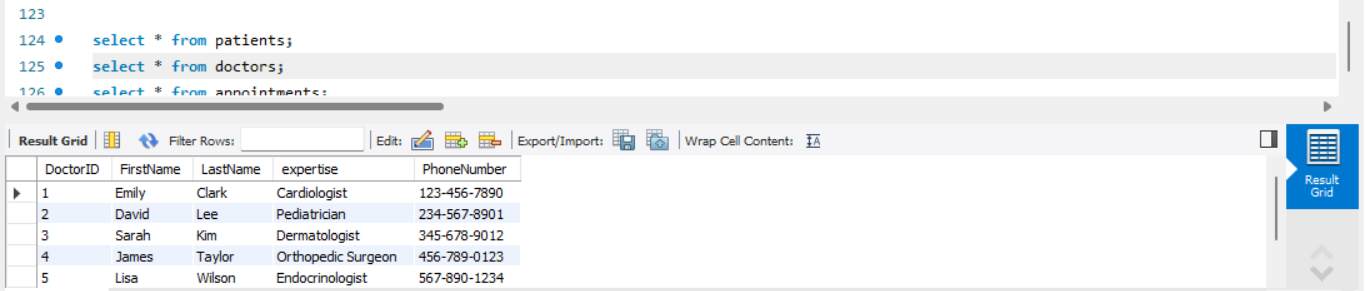 123
124 select * from patients;
125 select * from doctors;
126 select * from appointments;
Result Grid Filter Rows: Edit: Export/Import: Wrap Cell Content: IA
DoctorID FirstName LastName expertise PhoneNumber
1 Emily Clark Cardiologist 123-456-7890
2 David Lee Pediatrician 234-567-8901
3 Sarah Kim Dermatologist 345-678-9012
4 James Taylor Orthopedic Surgeon 456-789-0123
5 Lisa Wilson Endocrinologist 567-890-1234
Result
Grid